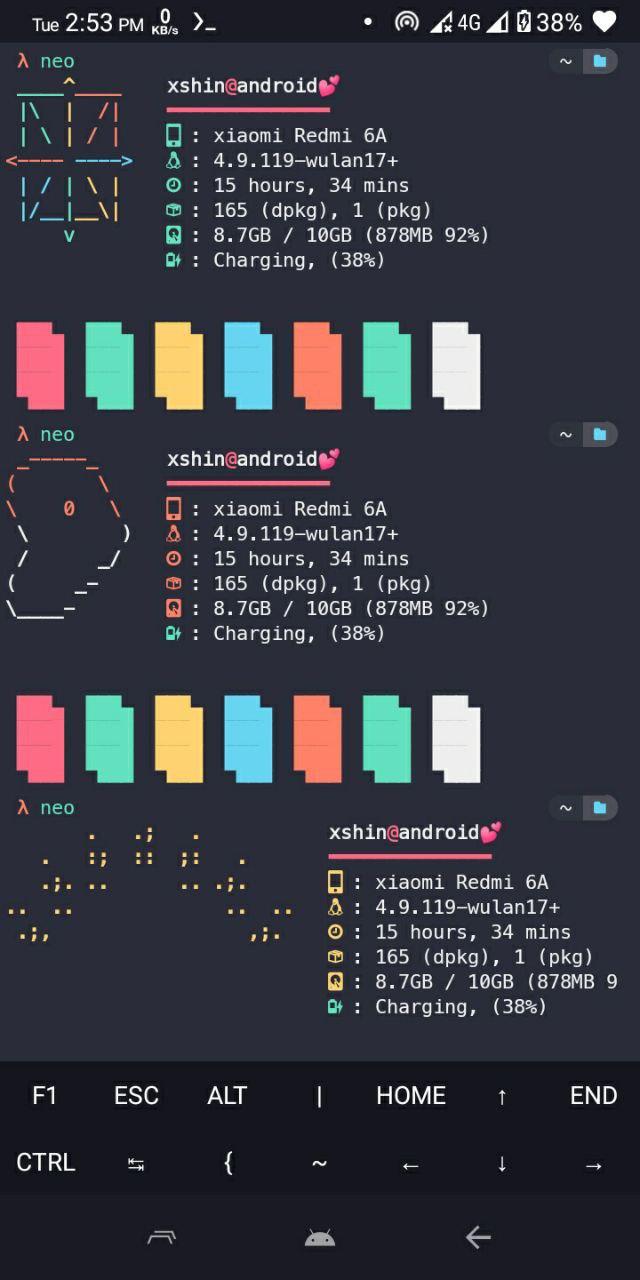 Tue 2:53 PM 0 KB/s 4G 38%
λ neo ~
xshin@android💕
: xiaomi Redmi 6A
: 4.9.119-wulan17+
: 15 hours, 34 mins
: 165 (dpkg), 1 (pkg)
: 8.7GB / 10GB (878MB 92%)
: Charging, (38%)
λ neo ~
xshin@android💕
: xiaomi Redmi 6A
: 4.9.119-wulan17+
: 15 hours, 34 mins
: 165 (dpkg), 1 (pkg)
: 8.7GB / 10GB (878MB 92%)
: Charging, (38%)
λ neo ~
xshin@android💕
: xiaomi Redmi 6A
: 4.9.119-wulan17+
: 15 hours, 34 mins
: 165 (dpkg), 1 (pkg)
: 8.7GB / 10GB (878MB 9
: Charging, (38%)
F1 ESC ALT | HOME ↑ END
CTRL ↹ { ~ ← ↓ →